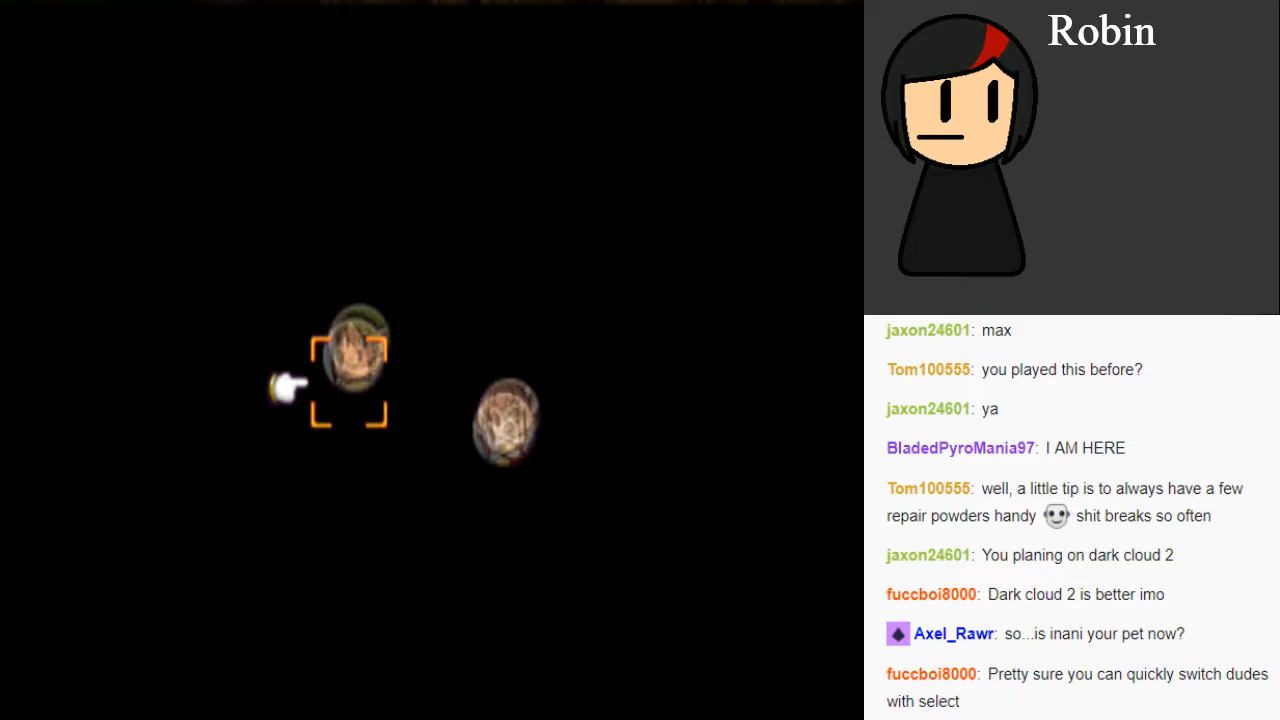 Robin
jaxon24601: max
Tom100555: you played this before?
jaxon24601: ya
BladedPyroMania97: I AM HERE
Tom100555: well, a little tip is to always have a few
repair powders handy shit breaks so often
jaxon24601: You planing on dark cloud 2
fuccboi8000: Dark cloud 2 is better imo
Axel_Rawr: so...is inani your pet now?
fuccboi8000: Pretty sure you can quickly switch dudes
with select